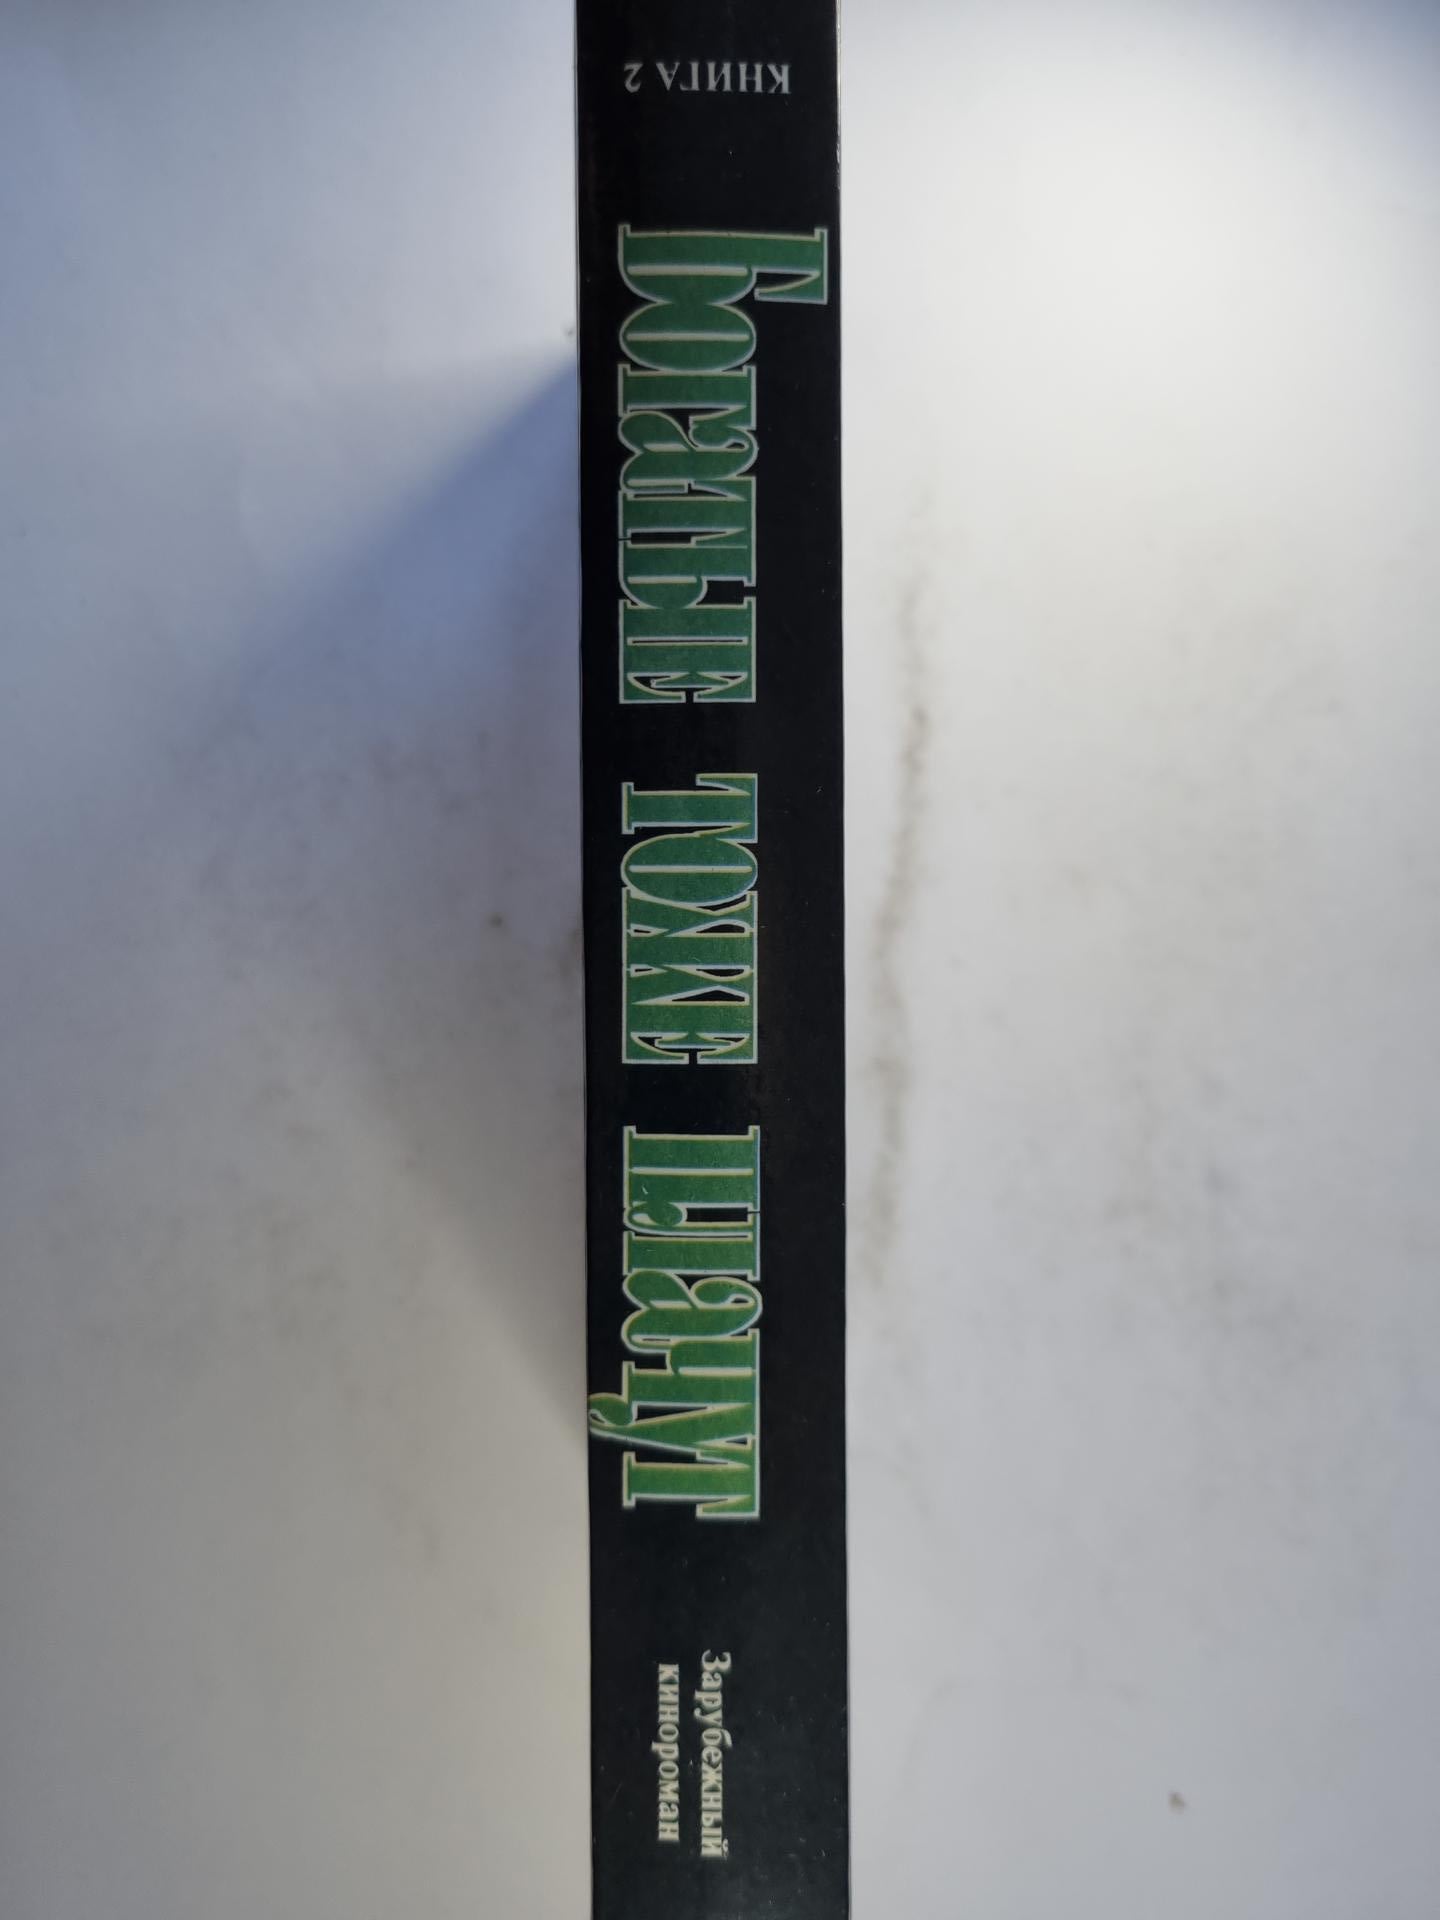 КНИГА 2
Богатые тоже плачут
Зарубежный
кинороман